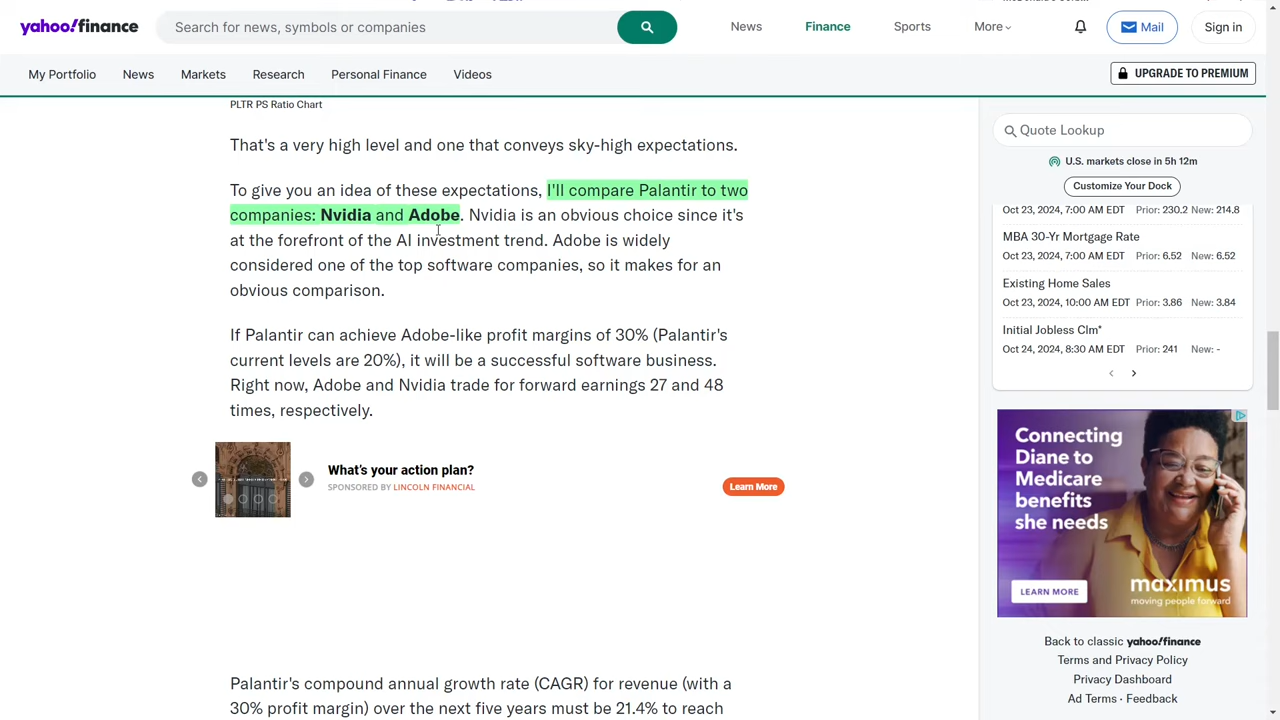 yahoo!finance
Search for news, symbols or companies
News
Finance
Sports
More
Mail
Sign in
My Portfolio
News
Markets
Research
Personal Finance
Videos
UPGRADE TO PREMIUM
PLTR PS Ratio Chart
That's a very high level and one that conveys sky-high expectations.
To give you an idea of these expectations, I'll compare Palantir to two
companies: Nvidia and Adobe. Nvidia is an obvious choice since it's
at the forefront of the AI investment trend. Adobe is widely
considered one of the top software companies, so it makes for an
obvious comparison.
If Palantir can achieve Adobe-like profit margins of 30% (Palantir's
current levels are 20%), it will be a successful software business.
Right now, Adobe and Nvidia trade for forward earnings 27 and 48
times, respectively.
What's your action plan?
SPONSORED BY LINCOLN FINANCIAL
Learn More
Palantir's compound annual growth rate (CAGR) for revenue (with a
30% profit margin) over the next five years must be 21.4% to reach
Quote Lookup
U.S. markets close in 5h 12m
Customize Your Dock
Oct 23, 2024, 7:00 AM EDT Prior: 230.2 New: 214.8
MBA 30-Yr Mortgage Rate
Oct 23, 2024, 7:00 AM EDT Prior: 6.52 New: 6.52
Existing Home Sales
Oct 23, 2024, 10:00 AM EDT Prior: 3.86 New: 3.84
Initial Jobless Clm*
Oct 24, 2024, 8:30 AM EDT Prior: 241 New: -
Connecting
Diane to
Medicare
benefits
she needs
LEARN MORE
maximus
moving people forward
Back to classic yahoo!finance
Terms and Privacy Policy
Privacy Dashboard
Ad Terms · Feedback